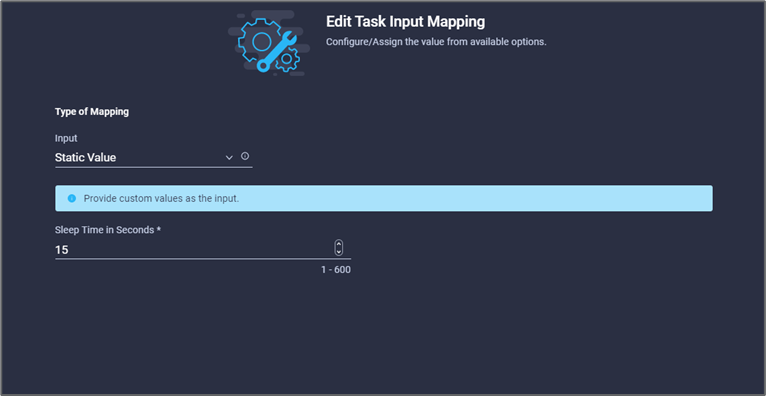 Edit Task Input Mapping
Configure/Assign the value from available options.
Type of Mapping
Input
Static Value
Provide custom values as the input.
Sleep Time in Seconds *
15
1 - 600